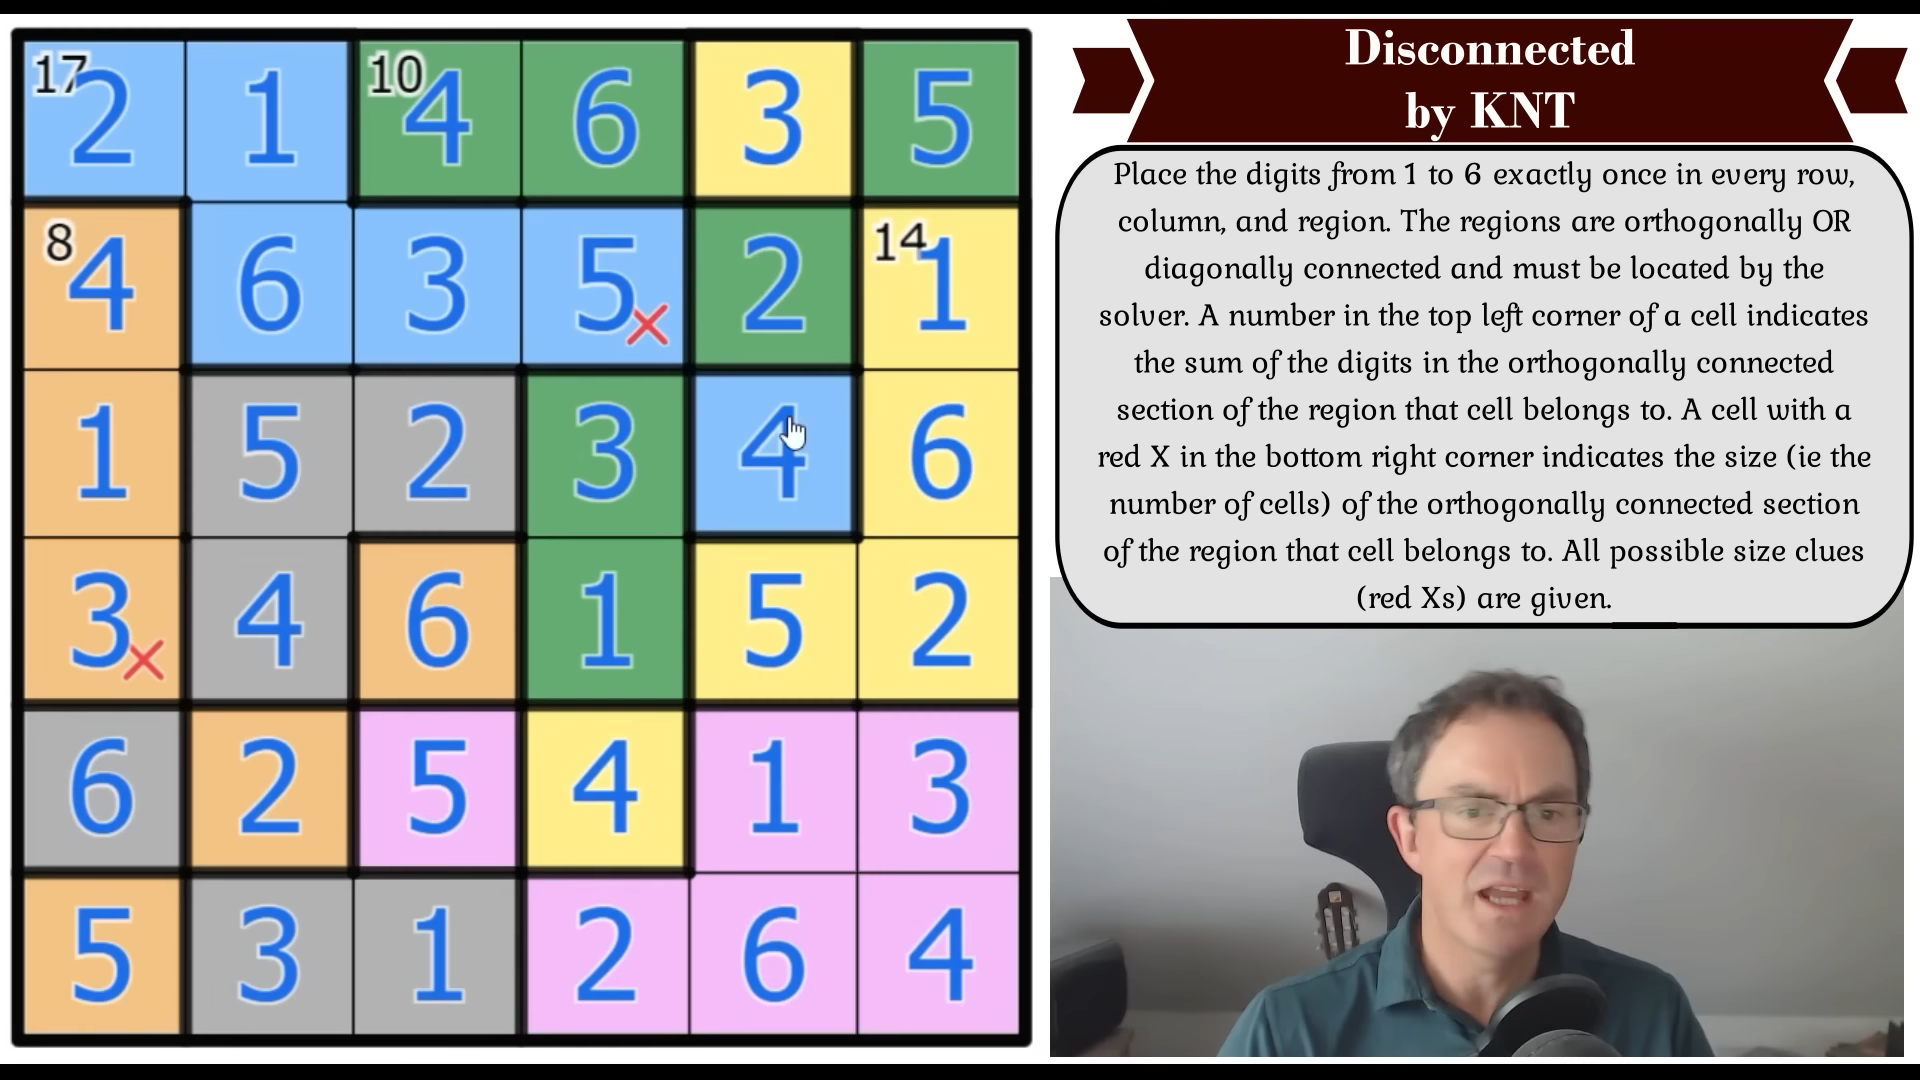 Disconnected
by KNT
Place the digits from 1 to 6 exactly once in every row,
column, and region. The regions are orthogonally OR
diagonally connected and must be located by the
solver. A number in the top left corner of a cell indicates
the sum of the digits in the orthogonally connected
section of the region that cell belongs to. A cell with a
red X in the bottom right corner indicates the size (ie the
number of cells) of the orthogonally connected section
of the region that cell belongs to. All possible size clues
(red Xs) are given.
17 2 1 10 4 6 3 5
8 4 6 3 5 X 2 14 1
1 5 2 3 4 6
3 X 4 6 1 5 2
6 2 5 4 1 3
5 3 1 2 6 4